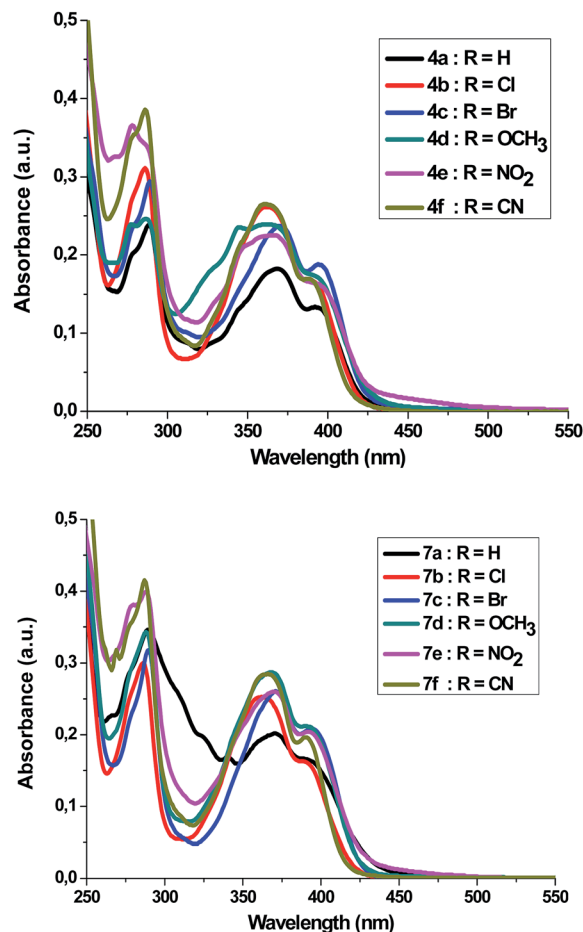 0,5
0,4
0,3
0,2
0,1
0,0
Absorbance (a.u.)
4a : R = H
4b : R = Cl
4c : R = Br
4d : R = OCH₃
4e : R = NO₂
4f : R = CN
250 300 350 400 450 500 550
Wavelength (nm)
0,5
0,4
0,3
0,2
0,1
0,0
Absorbance (a.u.)
7a : R = H
7b : R = Cl
7c : R = Br
7d : R = OCH₃
7e : R = NO₂
7f : R = CN
250 300 350 400 450 500 550
Wavelength (nm)